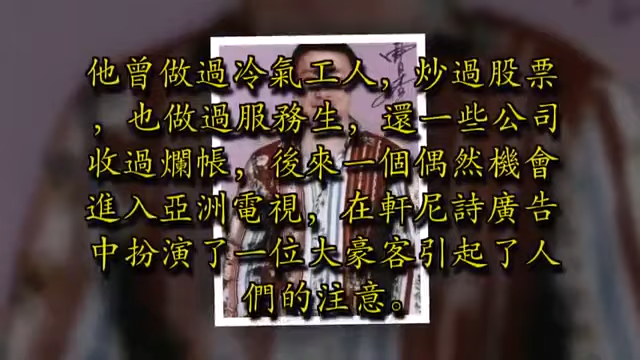 他曾做過冷氣工人，炒過股票
，也做過服務生，還一些公司
收過爛帳，後來一個偶然機會
進入亞洲電視，在軒尼詩廣告
中扮演了一位大豪客引起了人
們的注意。